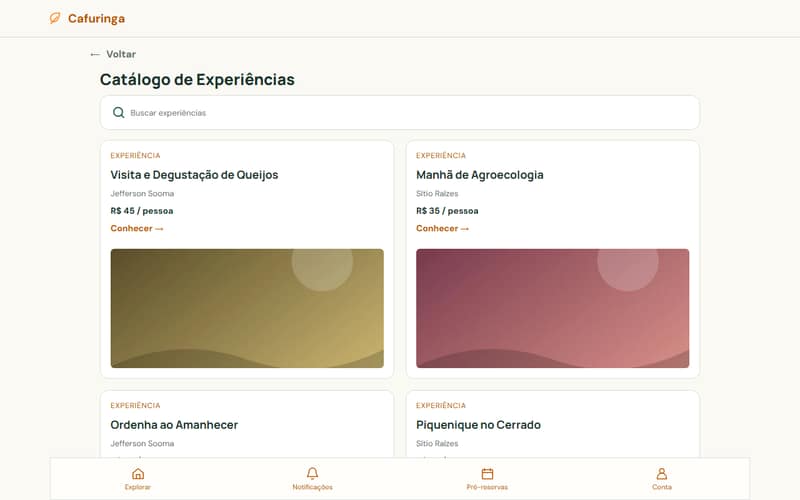 Cafuringa
← Voltar
Catálogo de Experiências
Buscar experiências
EXPERIÊNCIA
Visita e Degustação de Queijos
Jefferson Sooma
R$ 45 / pessoa
Conhecer →
EXPERIÊNCIA
Manhã de Agroecologia
Sítio Raízes
R$ 35 / pessoa
Conhecer →
EXPERIÊNCIA
Ordenha ao Amanhecer
Jefferson Sooma
EXPERIÊNCIA
Piquenique no Cerrado
Sítio Raízes
Explorar
Notificações
Pré-reservas
Conta